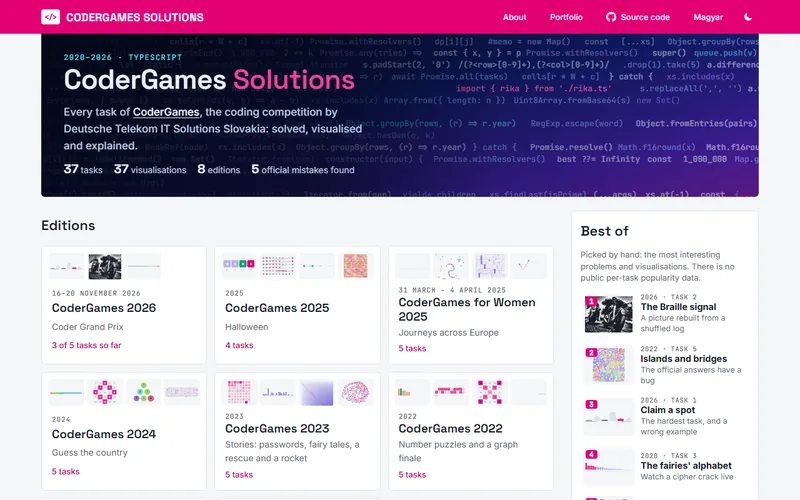 </> CODERGAMES SOLUTIONS
About
Portfolio
Source code
Magyar
2020–2026 · TYPESCRIPT
CoderGames Solutions
Every task of CoderGames, the coding competition by
Deutsche Telekom IT Solutions Slovakia: solved, visualised
and explained.
37 tasks 37 visualisations 8 editions 5 official mistakes found
Editions
16–20 NOVEMBER 2026
CoderGames 2026
Coder Grand Prix
3 of 5 tasks so far
2025
CoderGames 2025
Halloween
4 tasks
31 MARCH - 4 APRIL 2025
CoderGames for Women
2025
Journeys across Europe
5 tasks
2024
CoderGames 2024
Guess the country
5 tasks
2023
CoderGames 2023
Stories: passwords, fairy tales, a
rescue and a rocket
5 tasks
2022
CoderGames 2022
Number puzzles and a graph
finale
5 tasks
Best of
Picked by hand: the most interesting
problems and visualisations. There is no
public per-task popularity data.
1
2026 · TASK 2
The Braille signal
A picture rebuilt from a
shuffled log
2
2022 · TASK 5
Islands and bridges
The official answers have a
bug
3
2026 · TASK 1
Claim a spot
The hardest task, and a
wrong example
4
2020 · TASK 3
The fairies' alphabet
Watch a cipher crack live